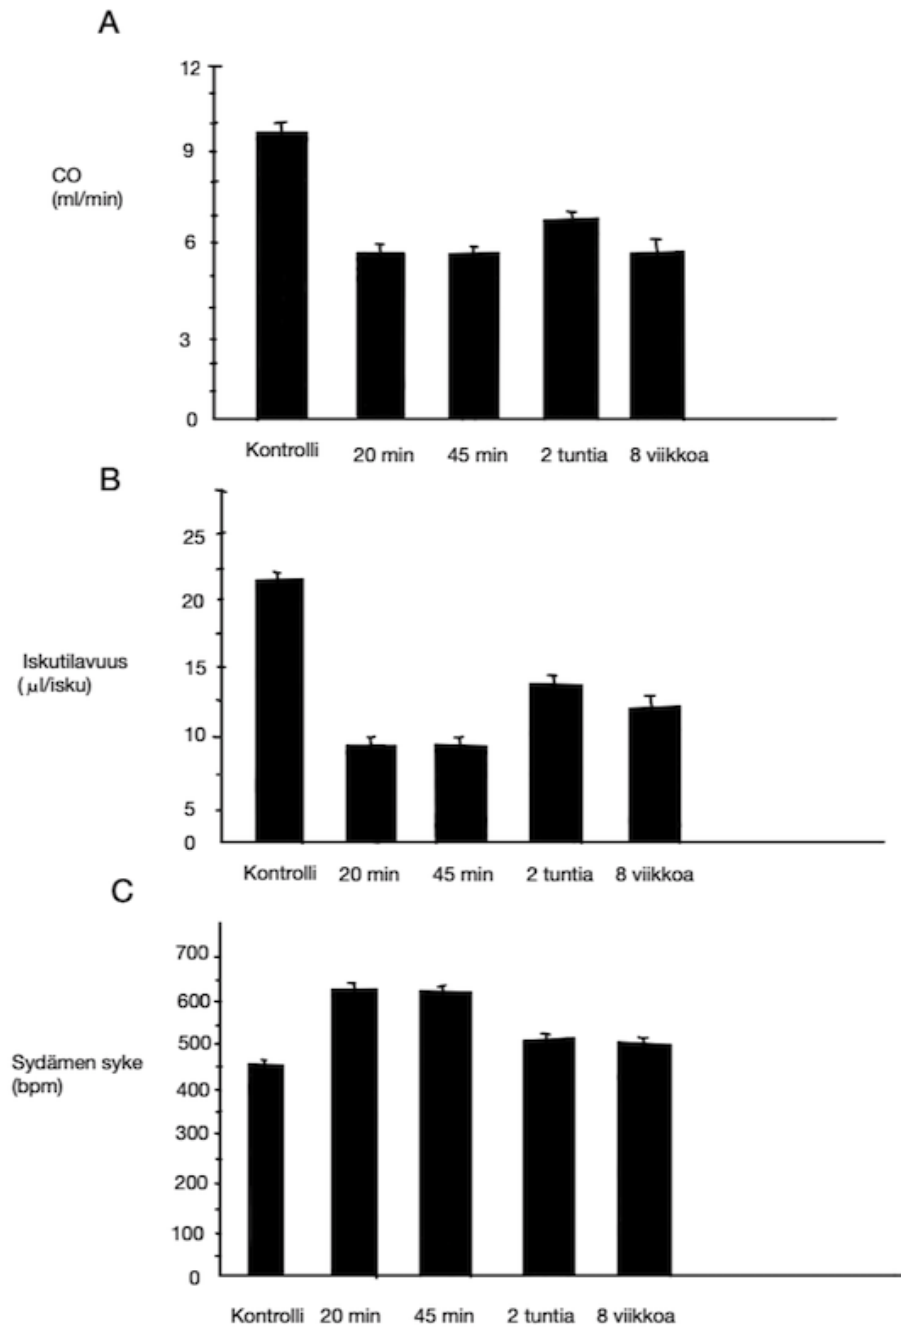 A
12
9
CO
(ml/min)
6
3
0
Kontrolli 20 min 45 min 2 tuntia 8 viikkoa
B
25
20
Iskutilavuus
(μl/isku)
15
10
5
0
Kontrolli 20 min 45 min 2 tuntia 8 viikkoa
C
700
600
500
Sydämen syke
(bpm)
400
300
200
100
0
Kontrolli 20 min 45 min 2 tuntia 8 viikkoa